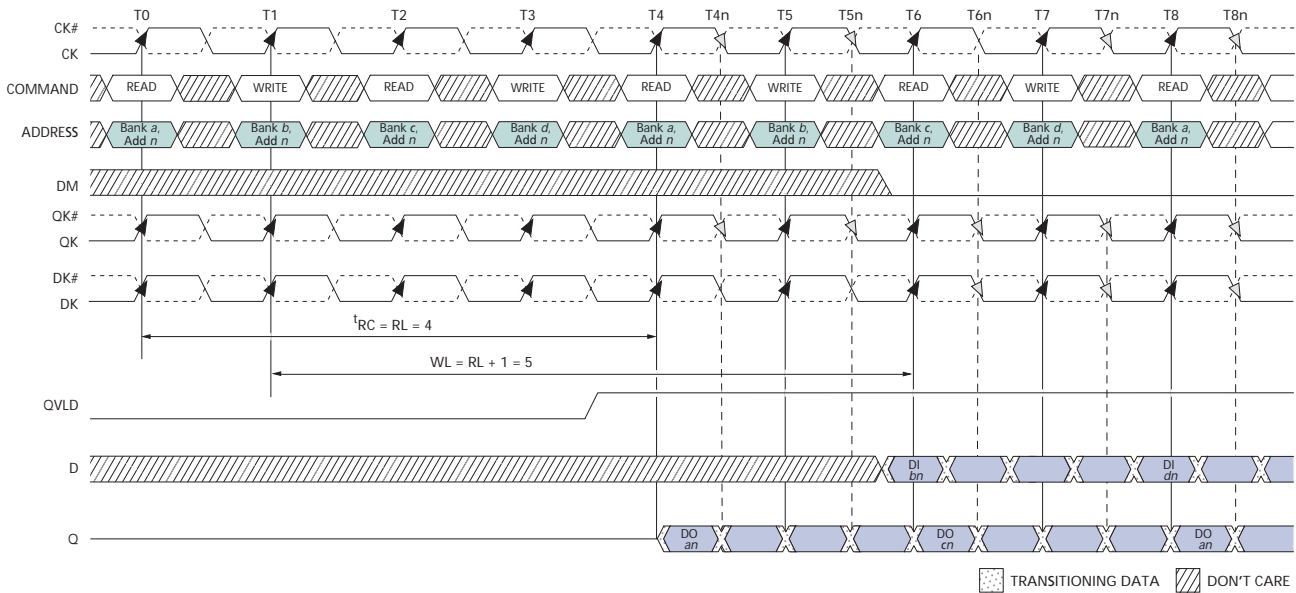 T0 T1 T2 T3 T4 T4n T5 T5n T6 T6n T7 T7n T8 T8n
CK#
CK
COMMAND READ WRITE READ WRITE READ WRITE READ WRITE READ
ADDRESS Bank a, Bank b, Bank c, Bank d, Bank a, Bank b, Bank c, Bank d, Bank a,
Add n Add n Add n Add n Add n Add n Add n Add n Add n
DM
QK#
QK
DK#
DK
tRC = RL = 4
WL = RL + 1 = 5
QVLD
D DI DI
bn dn
Q DO DO DO
an cn an
TRANSITIONING DATA DON'T CARE